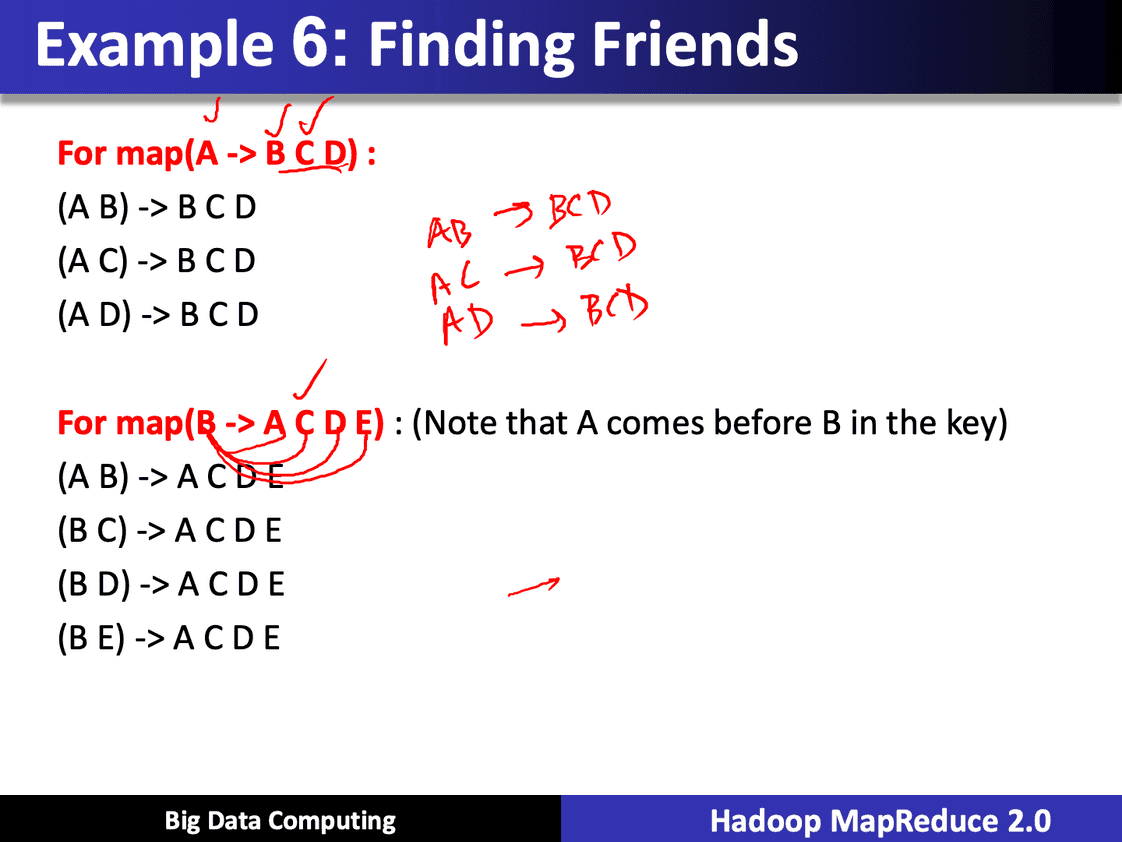 Example 6: Finding Friends
For map(A -> B C D) :
(A B) -> B C D
(A C) -> B C D
(A D) -> B C D
AB → BCD
AC → BCD
AD → BCD
For map(B -> A C D E) : (Note that A comes before B in the key)
(A B) -> A C D E
(B C) -> A C D E
(B D) -> A C D E
(B E) -> A C D E
Big Data Computing
Hadoop MapReduce 2.0